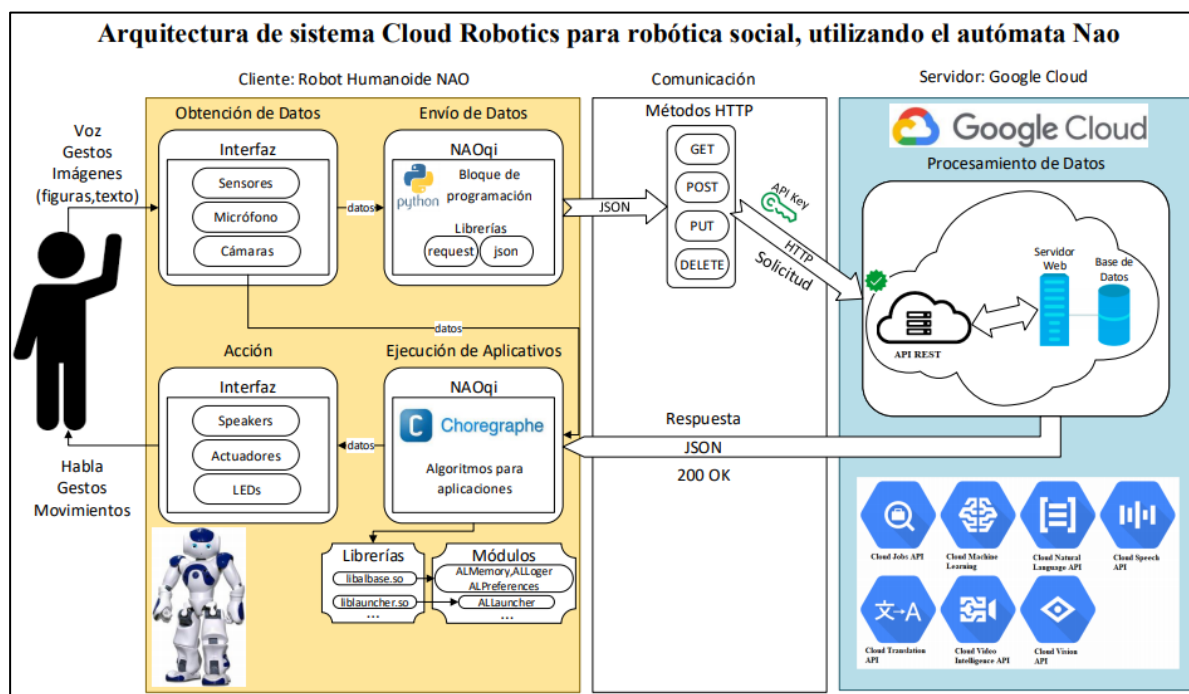 Arquitectura de sistema Cloud Robotics para robótica social, utilizando el autómata Nao
Cliente: Robot Humanoide NAO
Comunicación
Servidor: Google Cloud
Voz
Gestos
Imágenes
(figuras,texto)
Habla
Gestos
Movimientos
Obtención de Datos
Interfaz
Sensores
Micrófono
Cámaras
datos
Envío de Datos
NAOqi
python
Bloque de
programación
Librerías
request
json
JSON
datos
Acción
Interfaz
Speakers
Actuadores
LEDs
datos
Ejecución de Aplicativos
NAOqi
C
Choregraphe
Algoritmos para
aplicaciones
Librerías
libalbase.so
liblauncher.so
...
Módulos
ALMemory,ALLoger
ALPreferences
ALLauncher
...
Métodos HTTP
GET
POST
PUT
DELETE
API Key
HTTP
Solicitud
Respuesta
JSON
200 OK
Google Cloud
Procesamiento de Datos
API REST
Servidor
Web
Base de
Datos
Cloud Jobs API
Cloud Machine
Learning
Cloud Natural
Language API
Cloud Speech
API
文→A
Cloud Translation
API
Cloud Video
Intelligence API
Cloud Vision
API